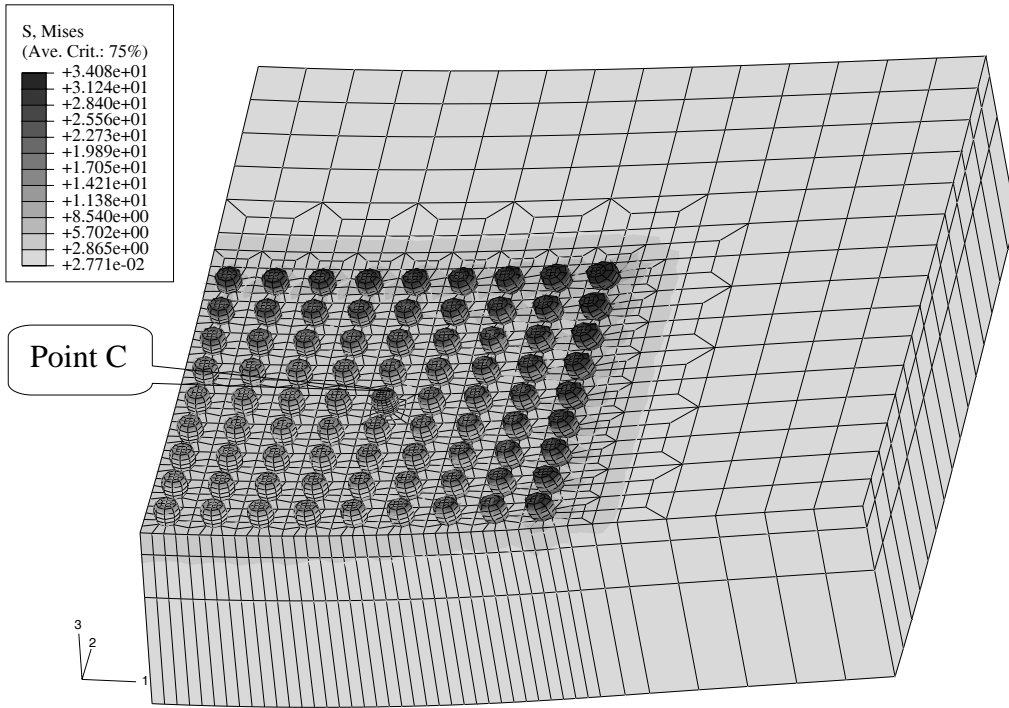 S, Mises
(Ave. Crit.: 75%)
+3.408e+01
+3.124e+01
+2.840e+01
+2.556e+01
+2.273e+01
+1.989e+01
+1.705e+01
+1.421e+01
+1.138e+01
+8.540e+00
+5.702e+00
+2.865e+00
+2.771e-02
Point C
3
2
1